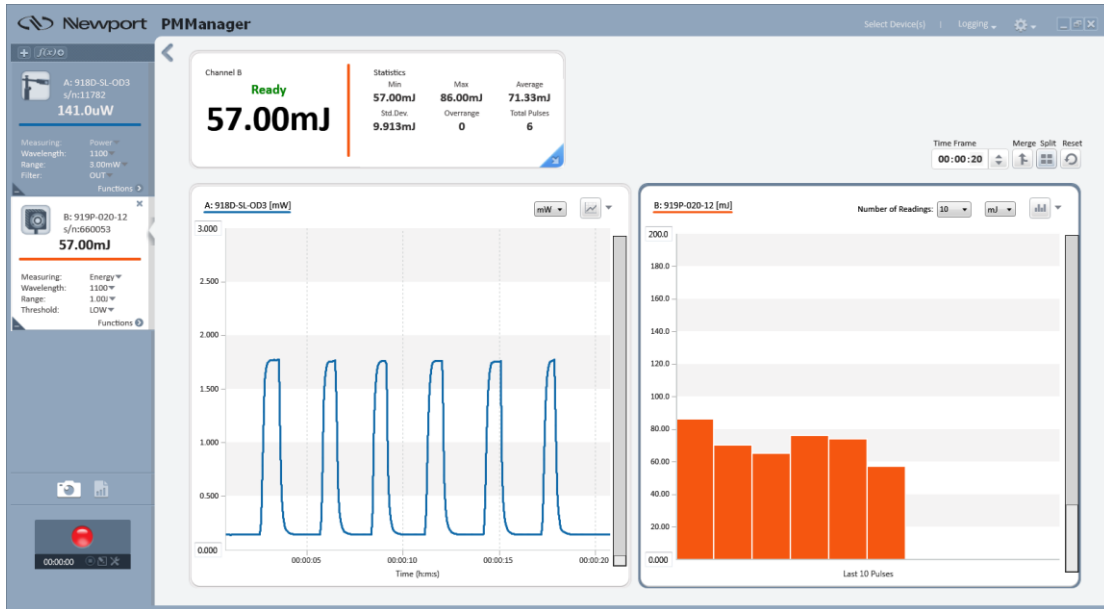 Newport PMManager
Select Device(s) | Logging
f(x)
A: 918D-SL-OD3
s/n:11782
141.0uW
Measuring: Power
Wavelength: 1100
Range: 3.00mW
Filter: OUT
Functions
B: 919P-020-12
s/n:660053
57.00mJ
Measuring: Energy
Wavelength: 1100
Range: 1.00J
Threshold: LOW
Functions
00:00:00
Channel B
Ready
57.00mJ
Statistics
Min Max Average
57.00mJ 86.00mJ 71.33mJ
Std.Dev. Overrange Total Pulses
9.913mJ 0 6
Time Frame Merge Split Reset
00:00:20
A: 918D-SL-OD3 [mW]
mW
3.000
2.500
2.000
1.500
1.000
0.500
0.000
00:00:05 00:00:10 00:00:15 00:00:20
Time (h:m:s)
B: 919P-020-12 [mJ]
Number of Readings: 10 mJ
200.0
180.0
160.0
140.0
120.0
100.0
80.00
60.00
40.00
20.00
0.000
Last 10 Pulses